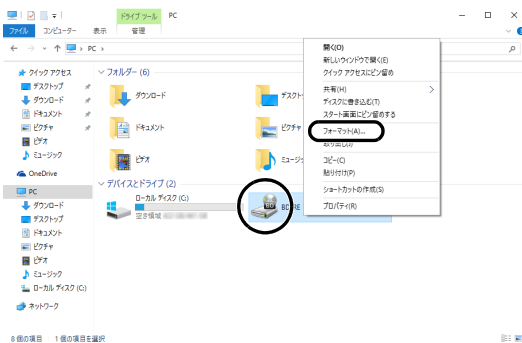 ドライブ ツール PC
ファイル コンピューター 表示 管理
PC
クイック アクセス
デスクトップ
ダウンロード
ドキュメント
ピクチャ
ビデオ
ミュージック
OneDrive
PC
ダウンロード
デスクトップ
ドキュメント
ピクチャ
ビデオ
ミュージック
ローカル ディスク (C:)
ネットワーク
フォルダー (6)
ダウンロード
ドキュメント
ピクチャ
ビデオ
デバイスとドライブ (2)
ローカル ディスク (C:)
空き領域
BD
開く(O)
新しいウィンドウで開く(E)
クイック アクセスにピン留め
共有(H)
ディスクに書き込む(T)
スタート画面にピン留めする
フォーマット(A)...
取り出し(J)
コピー(C)
貼り付け(P)
ショートカットの作成(S)
プロパティ(R)
8 個の項目 1 個の項目を選択